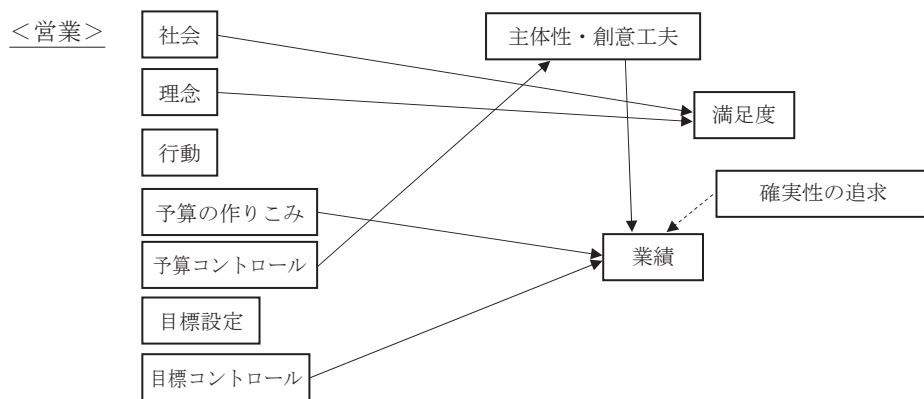 ＜営業＞
社会
主体性・創意工夫
理念
満足度
行動
確実性の追求
予算の作りこみ
予算コントロール
業績
目標設定
目標コントロール